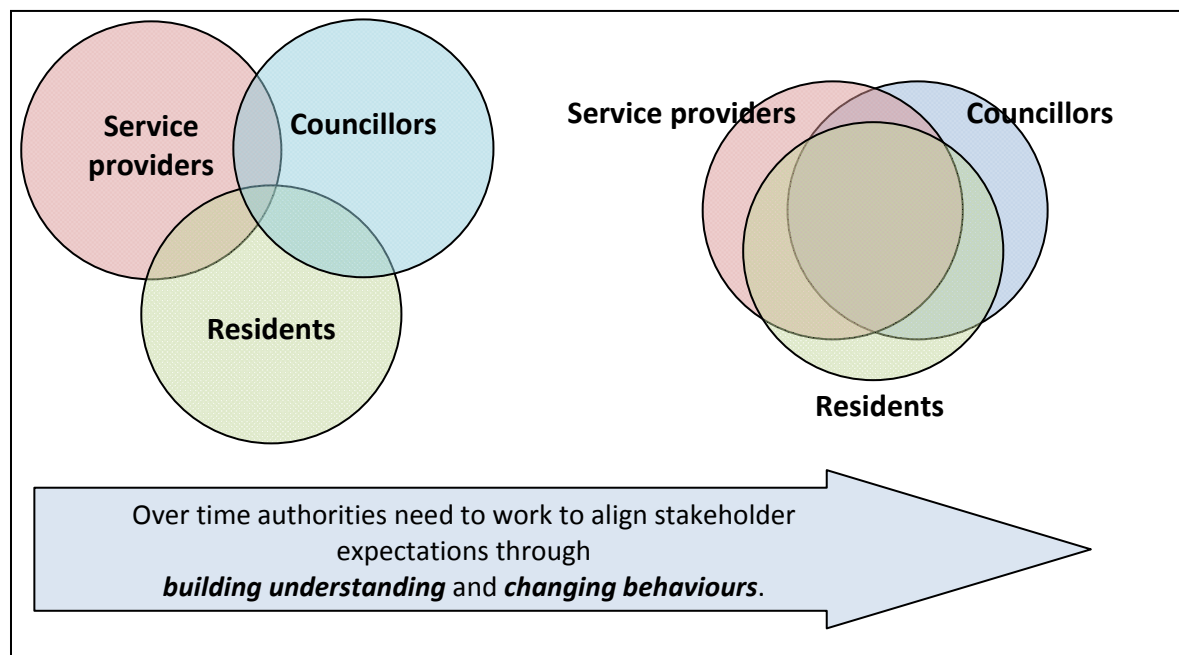 Service
providers
Councillors
Residents
Service providers
Councillors
Residents
Over time authorities need to work to align stakeholder
expectations through
building understanding and changing behaviours.